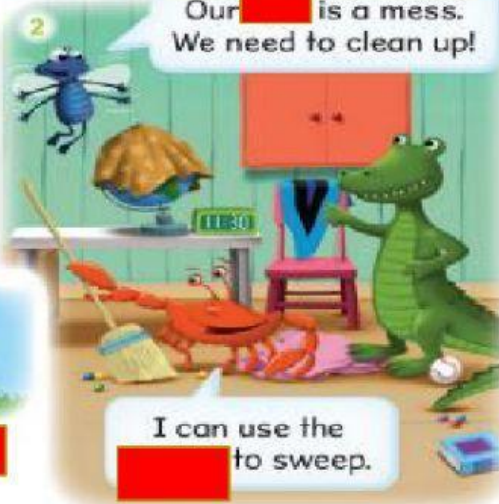 2
Our is a mess.
We need to clean up!
11:30
I can use the
to sweep.